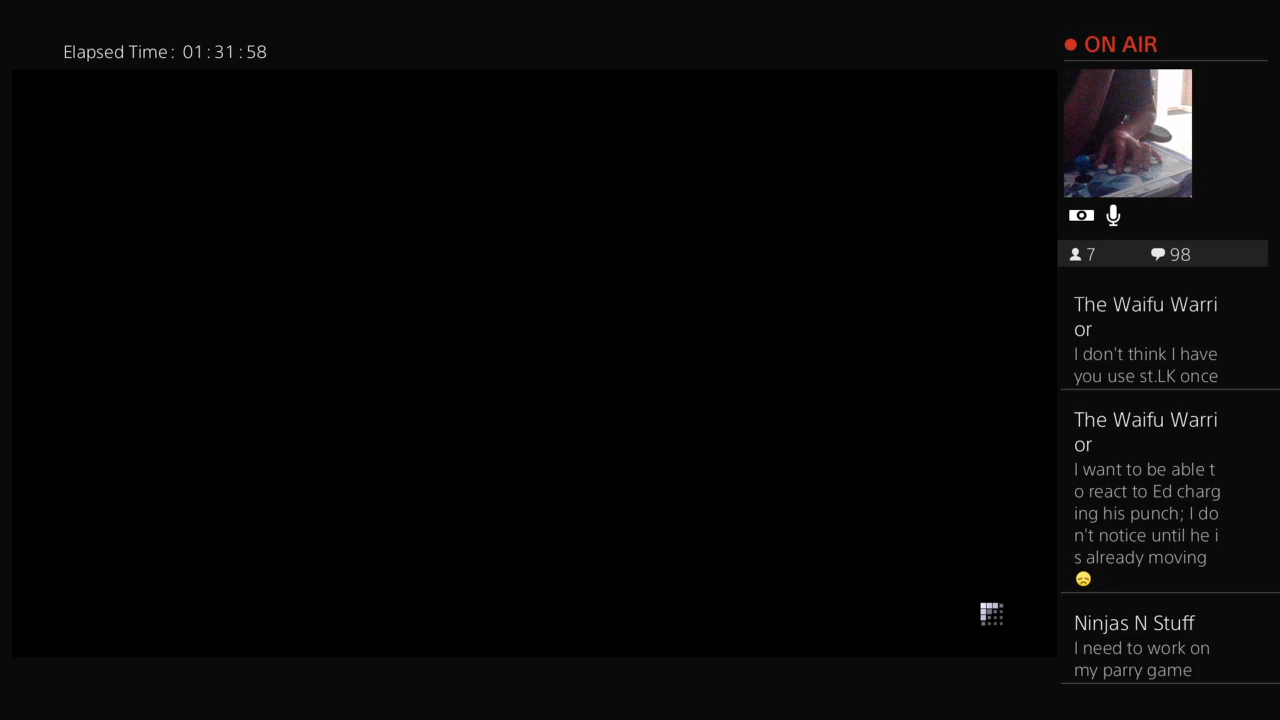 Elapsed Time: 01:31:58
ON AIR
7
98
The Waifu Warri
or
I don't think I have
you use st.LK once
The Waifu Warri
or
I want to be able t
o react to Ed charg
ing his punch; I do
n't notice until he i
s already moving
😞
Ninjas N Stuff
I need to work on
my parry game